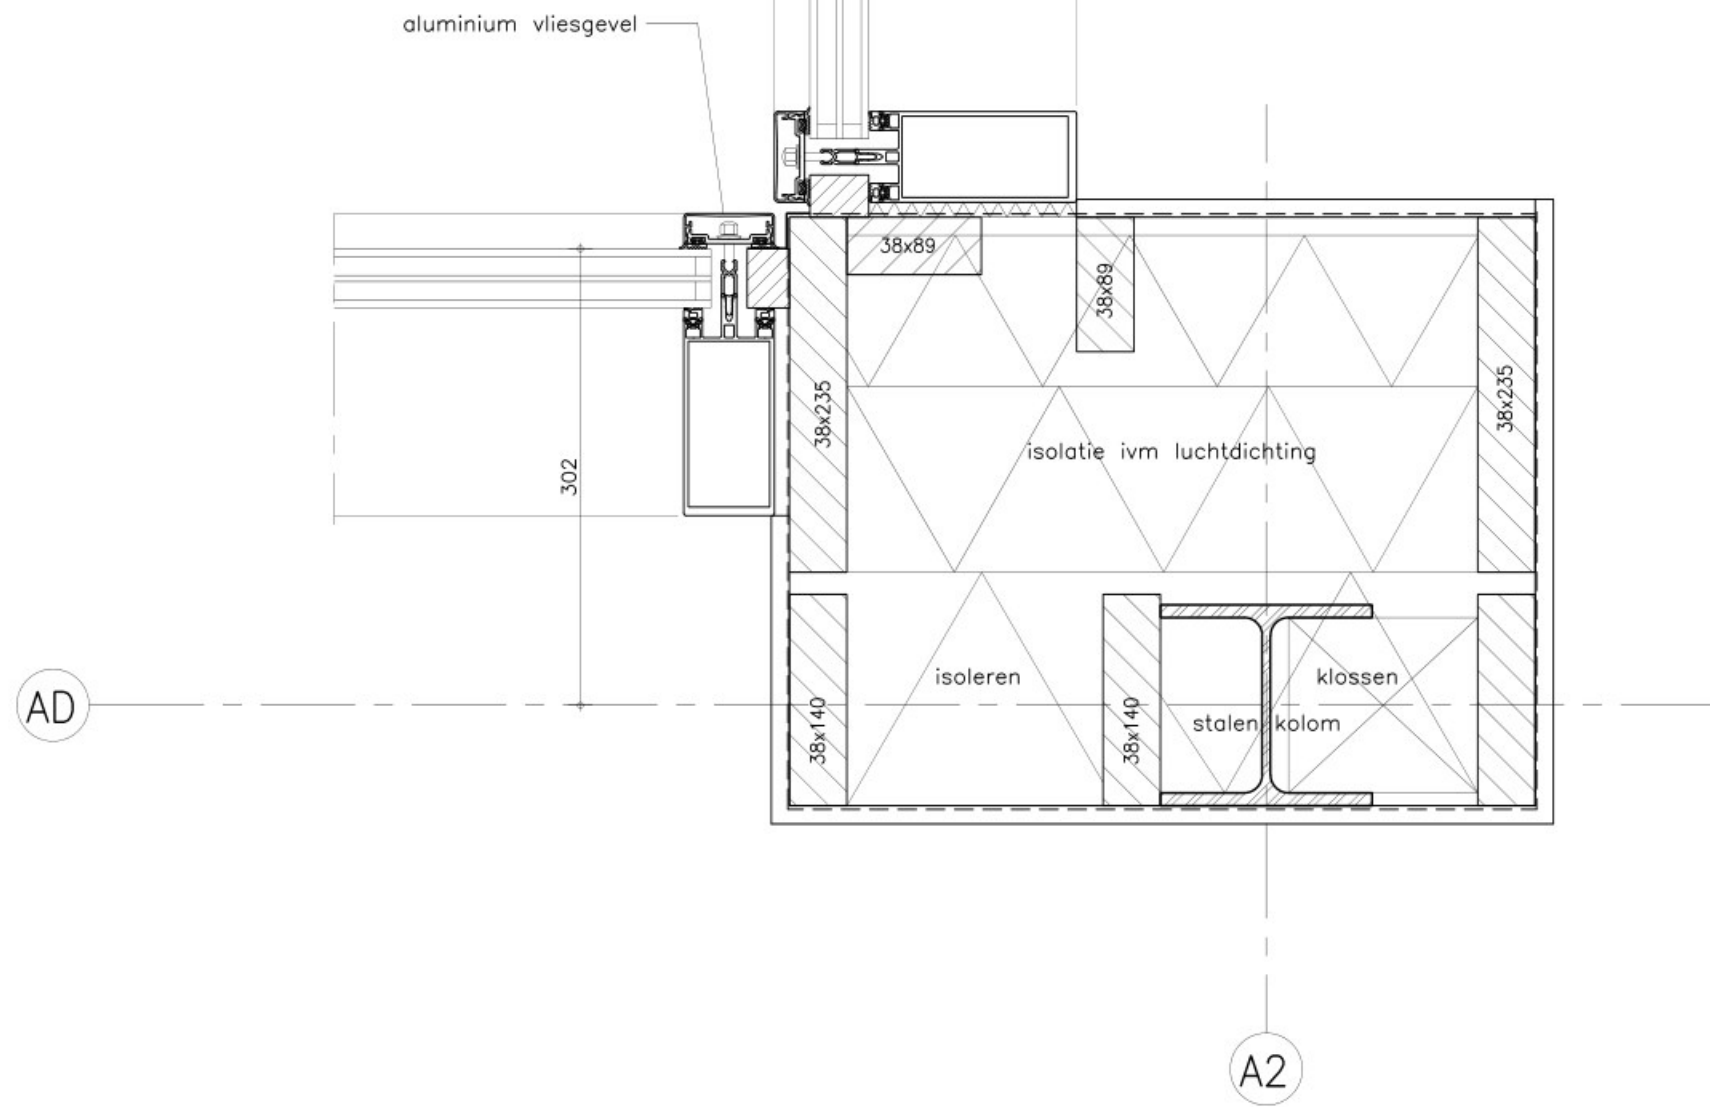 aluminium vliesgevel
38x89
38x89
38x235
38x235
isolatie ivm luchtdichting
302
isoleren
klossen
AD
38x140
38x140
stalen kolom
A2